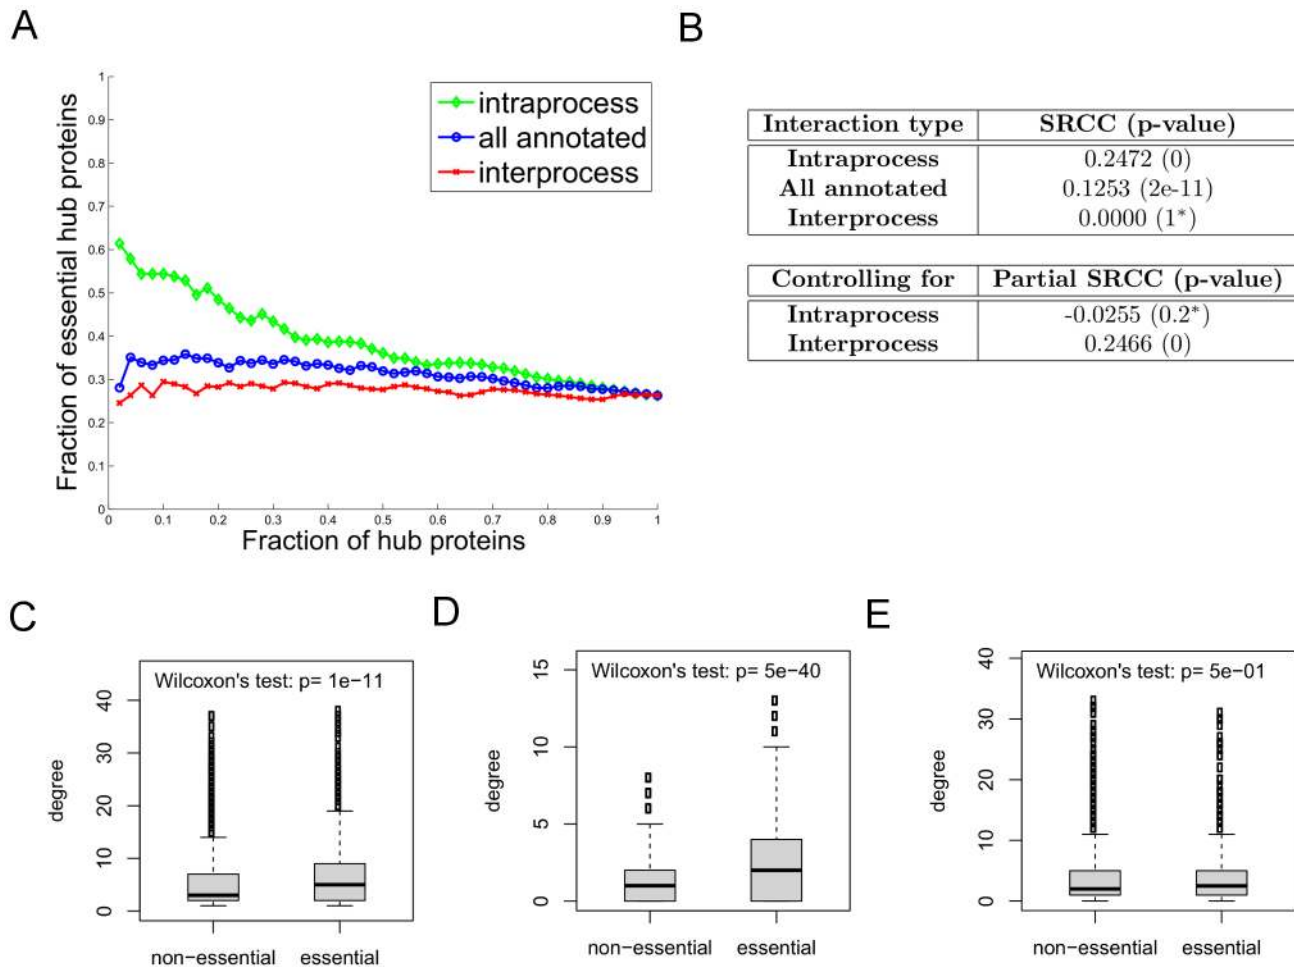 A
B
Fraction of essential hub proteins
1
0.9
0.8
0.7
0.6
0.5
0.4
0.3
0.2
0.1
0
intraprocess
all annotated
interprocess
0 0.1 0.2 0.3 0.4 0.5 0.6 0.7 0.8 0.9 1
Fraction of hub proteins
Interaction type SRCC (p-value)
Intraprocess 0.2472 (0)
All annotated 0.1253 (2e-11)
Interprocess 0.0000 (1*)
Controlling for Partial SRCC (p-value)
Intraprocess -0.0255 (0.2*)
Interprocess 0.2466 (0)
C
Wilcoxon's test: p= 1e−11
degree
40
30
20
10
0
non−essential essential
D
Wilcoxon's test: p= 5e−40
degree
15
10
5
0
non−essential essential
E
Wilcoxon's test: p= 5e−01
degree
40
30
20
10
0
non−essential essential